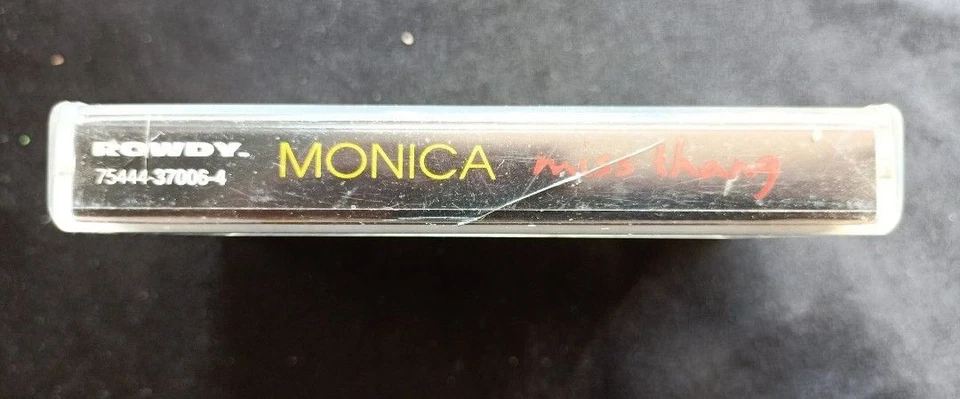 ROWDY.
75444-37006-4
MONICA
miss thang